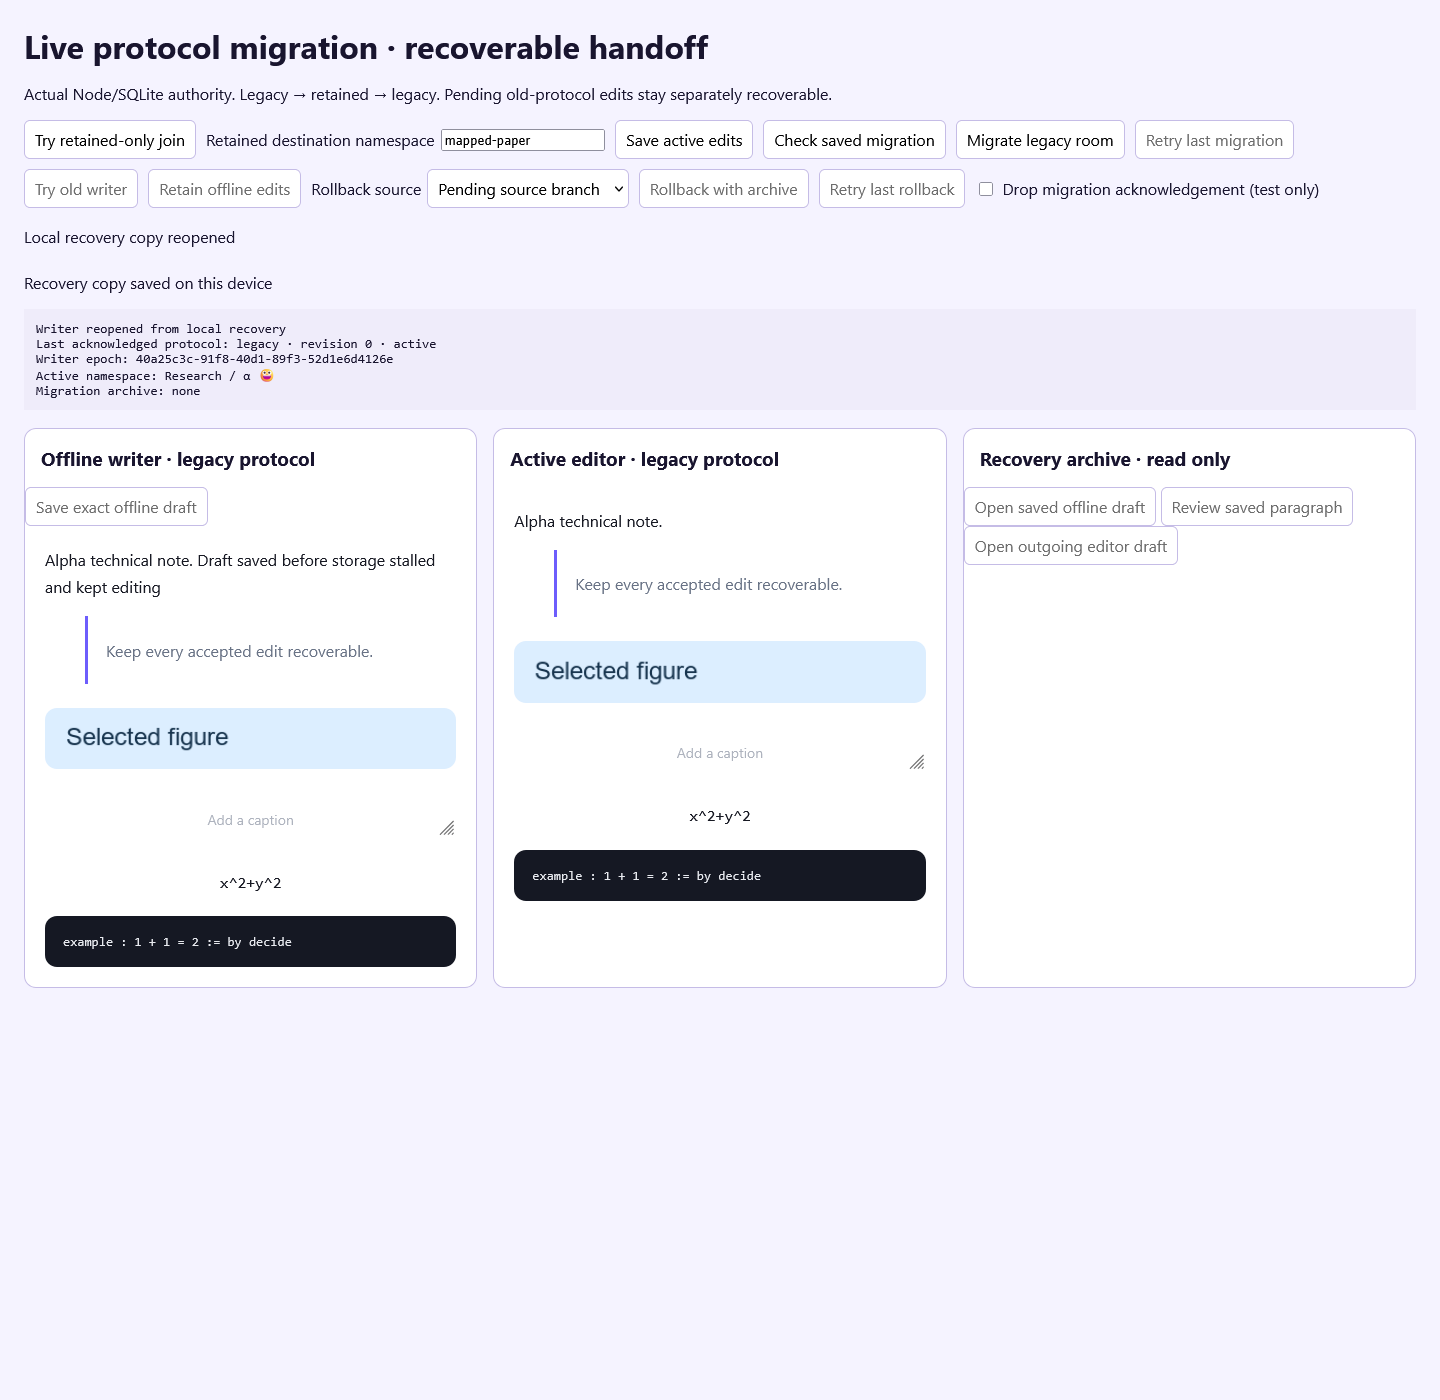 Live protocol migration · recoverable handoff
Actual Node/SQLite authority. Legacy → retained → legacy. Pending old-protocol edits stay separately recoverable.
Try retained-only join Retained destination namespace mapped-paper Save active edits Check saved migration Migrate legacy room Retry last migration
Try old writer Retain offline edits Rollback source Pending source branch Rollback with archive Retry last rollback Drop migration acknowledgement (test only)
Local recovery copy reopened
Recovery copy saved on this device
Writer reopened from local recovery
Last acknowledged protocol: legacy · revision 0 · active
Writer epoch: 40a25c3c-91f8-40d1-89f3-52d1e6d4126e
Active namespace: Research / α 😀
Migration archive: none
Offline writer · legacy protocol
Save exact offline draft
Alpha technical note. Draft saved before storage stalled
and kept editing
Keep every accepted edit recoverable.
Selected figure
Add a caption
x^2+y^2
example : 1 + 1 = 2 := by decide
Active editor · legacy protocol
Alpha technical note.
Keep every accepted edit recoverable.
Selected figure
Add a caption
x^2+y^2
example : 1 + 1 = 2 := by decide
Recovery archive · read only
Open saved offline draft Review saved paragraph
Open outgoing editor draft